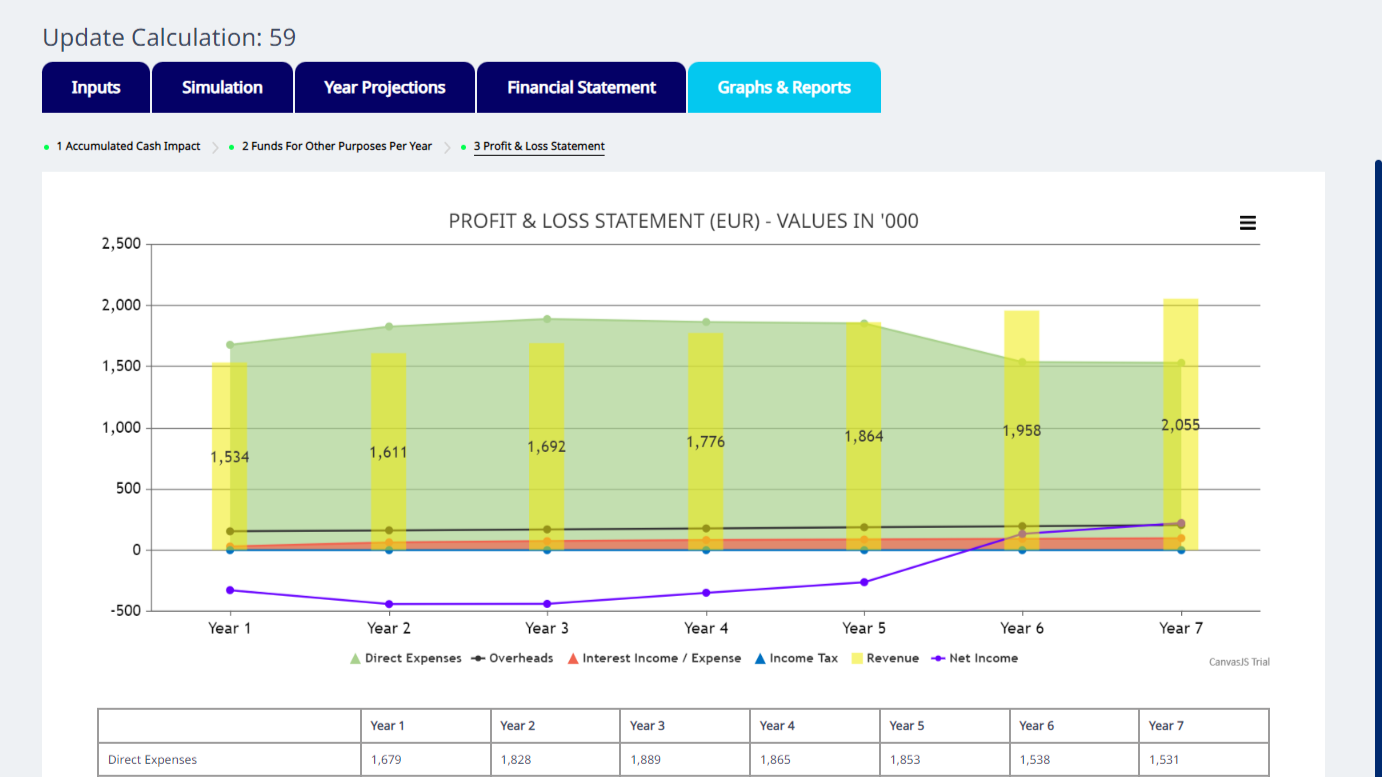 Update Calculation: 59
Inputs Simulation Year Projections Financial Statement Graphs & Reports
1 Accumulated Cash Impact 2 Funds For Other Purposes Per Year 3 Profit & Loss Statement
PROFIT & LOSS STATEMENT (EUR) - VALUES IN '000
2,500
2,000
1,500
1,000
500
0
-500
1,534 1,611 1,692 1,776 1,864 1,958 2,055
Year 1 Year 2 Year 3 Year 4 Year 5 Year 6 Year 7
Direct Expenses Overheads Interest Income / Expense Income Tax Revenue Net Income
CanvasJS Trial
Year 1 Year 2 Year 3 Year 4 Year 5 Year 6 Year 7
Direct Expenses 1,679 1,828 1,889 1,865 1,853 1,538 1,531